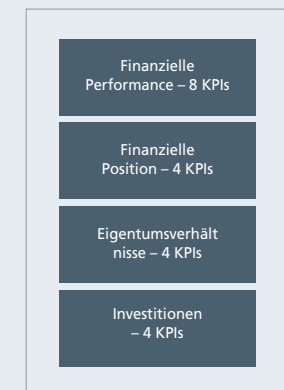 Finanzielle
Performance – 8 KPIs
Finanzielle
Position – 4 KPIs
Eigentumsverhält
nisse – 4 KPIs
Investitionen
– 4 KPIs